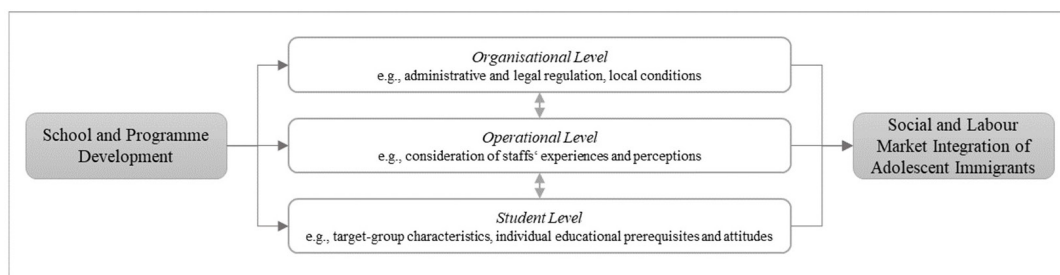 Organisational Level
e.g., administrative and legal regulation, local conditions
School and Programme
Development
Operational Level
e.g., consideration of staffs‘ experiences and perceptions
Social and Labour
Market Integration of
Adolescent Immigrants
Student Level
e.g., target-group characteristics, individual educational prerequisites and attitudes